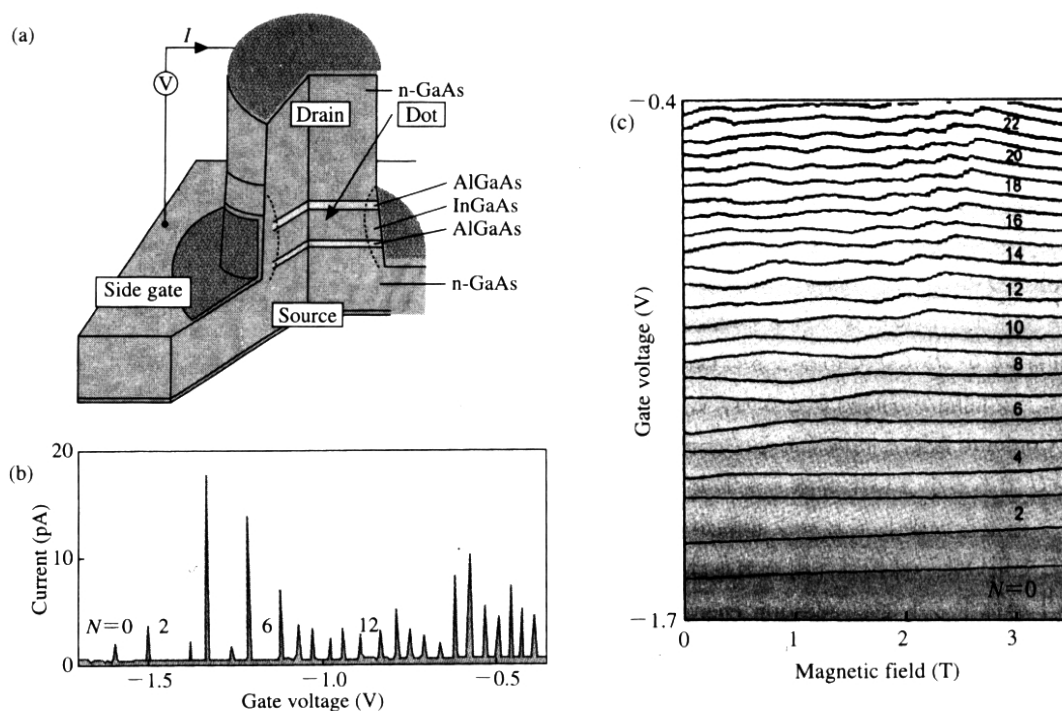 (a)
I
V
n-GaAs
Drain
Dot
AlGaAs
InGaAs
AlGaAs
n-GaAs
Side gate
Source
(b)
20
10
0
Current (pA)
N=0
2
6
12
−1.5
−1.0
−0.5
Gate voltage (V)
(c)
−0.4
−1.7
Gate voltage (V)
22
20
18
16
14
12
10
8
6
4
2
N=0
0
1
2
3
Magnetic field (T)